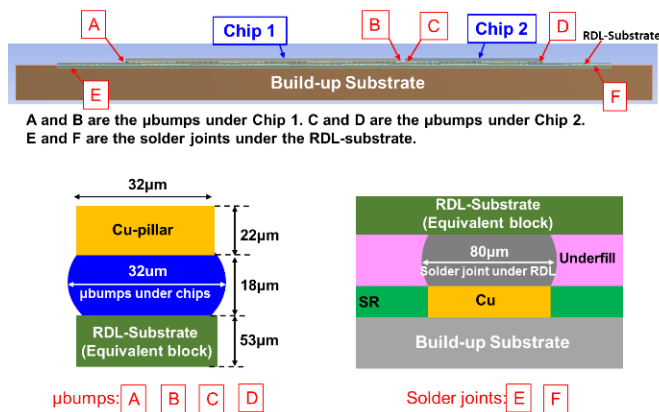 A
Chip 1
B
C
Chip 2
D
RDL-Substrate
Build-up Substrate
E
F
A and B are the µbumps under Chip 1. C and D are the µbumps under Chip 2.
E and F are the solder joints under the RDL-substrate.
32µm
Cu-pillar
22µm
32um
µbumps under chips
18µm
RDL-Substrate
(Equivalent block)
53µm
µbumps: A B C D
RDL-Substrate
(Equivalent block)
80µm
Solder joint under RDL
Underfill
SR
Cu
Build-up Substrate
Solder joints: E F